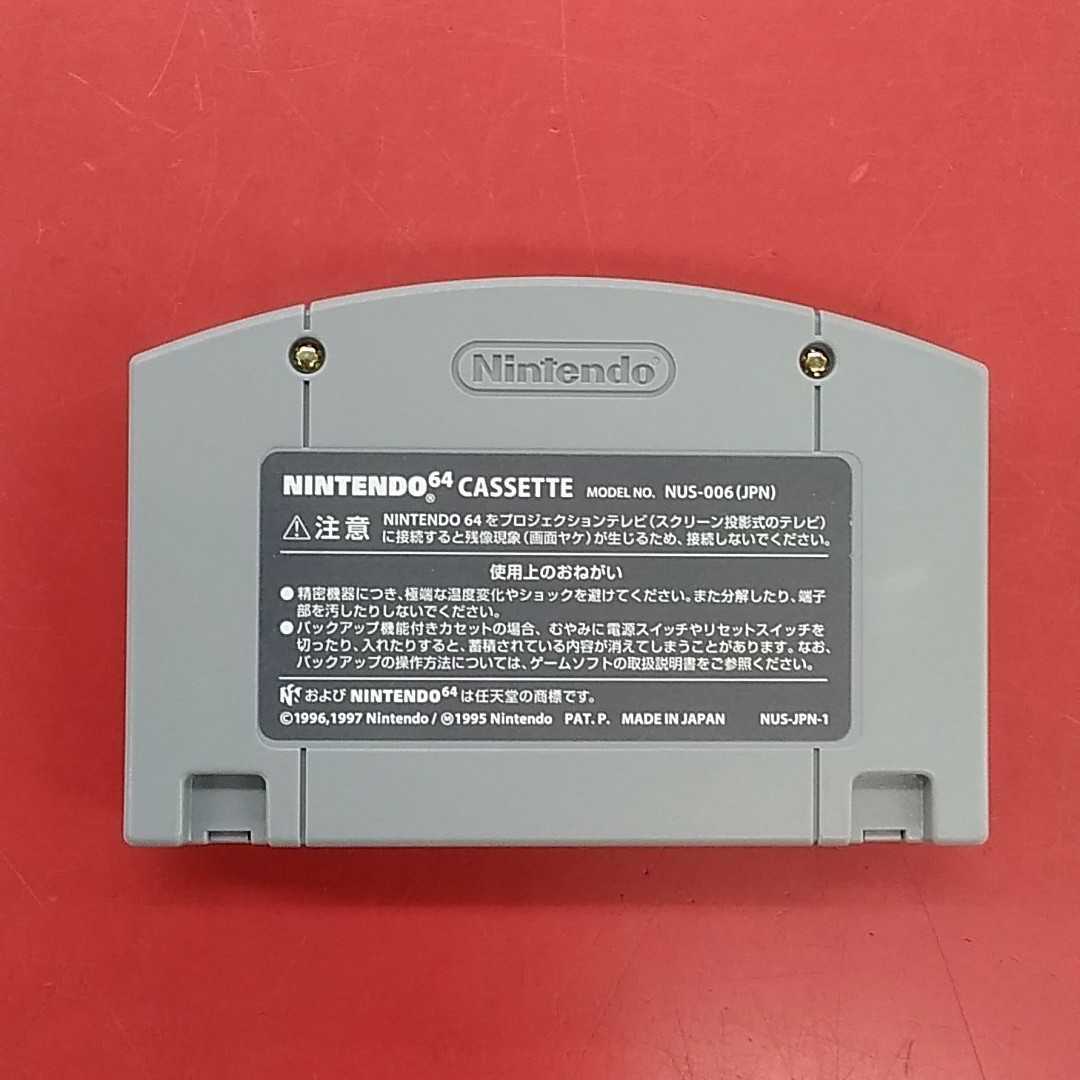 Nintendo®
NINTENDO64® CASSETTE MODEL NO. NUS-006(JPN)
⚠注意 NINTENDO 64をプロジェクションテレビ(スクリーン投影式のテレビ)
に接続すると残像現象(画面ヤケ)が生じるため、接続しないでください。
使用上のおねがい
●精密機器につき、極端な温度変化やショックを避けてください。また分解したり、端子
部を汚したりしないでください。
●バックアップ機能付きカセットの場合、むやみに電源スイッチやリセットスイッチを
切ったり、入れたりすると、蓄積されている内容が消えてしまうことがあります。なお、
バックアップの操作方法については、ゲームソフトの取扱説明書をご参照ください。
および NINTENDO64は任天堂の商標です。
©1996,1997 Nintendo/Ⓜ1995 Nintendo PAT. P. MADE IN JAPAN NUS-JPN-1